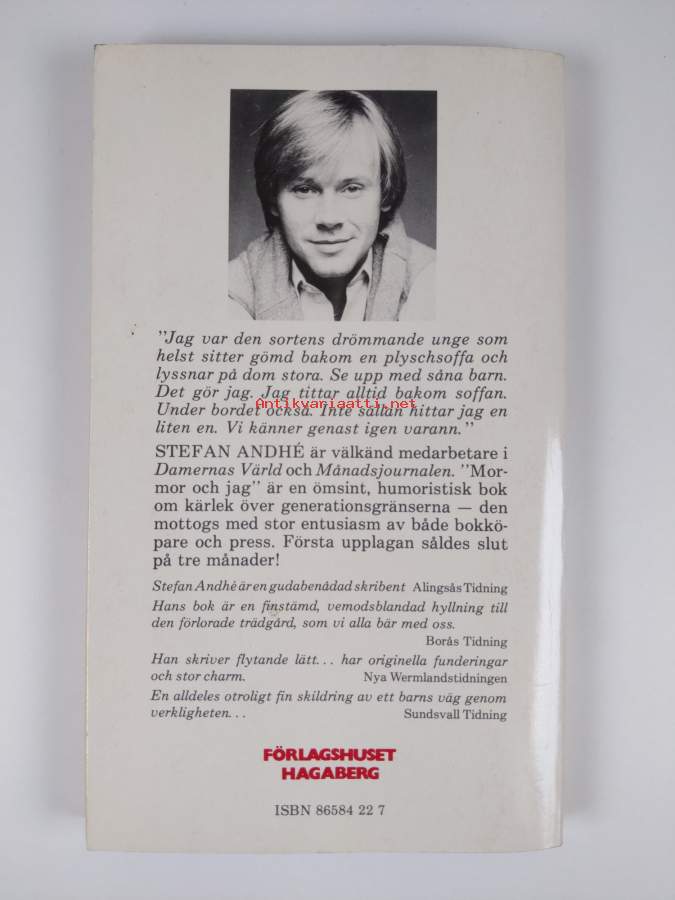 "Jag var den sortens drömmande unge som
helst sitter gömd bakom en plyschsoffa och
lyssnar på dom stora. Se upp med såna barn.
Det gör jag. Jag tittar alltid bakom soffan.
Antikvariaatti.net
Under bordet också. Inte sällan hittar jag en
liten en. Vi känner genast igen varann."
STEFAN ANDHÉ är välkänd medarbetare i
Damernas Värld och Månadsjournalen. "Mor-
mor och jag" är en ömsint, humoristisk bok
om kärlek över generationsgränserna — den
mottogs med stor entusiasm av både bokkö-
pare och press. Första upplagan såldes slut
på tre månader!
Stefan Andhé är en gudabenådad skribent Alingsås Tidning
Hans bok är en finstämd, vemodsblandad hyllning till
den förlorade trädgård, som vi alla bär med oss.
Borås Tidning
Han skriver flytande lätt... har originella funderingar
och stor charm. Nya Wermlandstidningen
En alldeles otroligt fin skildring av ett barns väg genom
verkligheten... Sundsvall Tidning
FÖRLAGSHUSET
HAGABERG
ISBN 86584 22 7